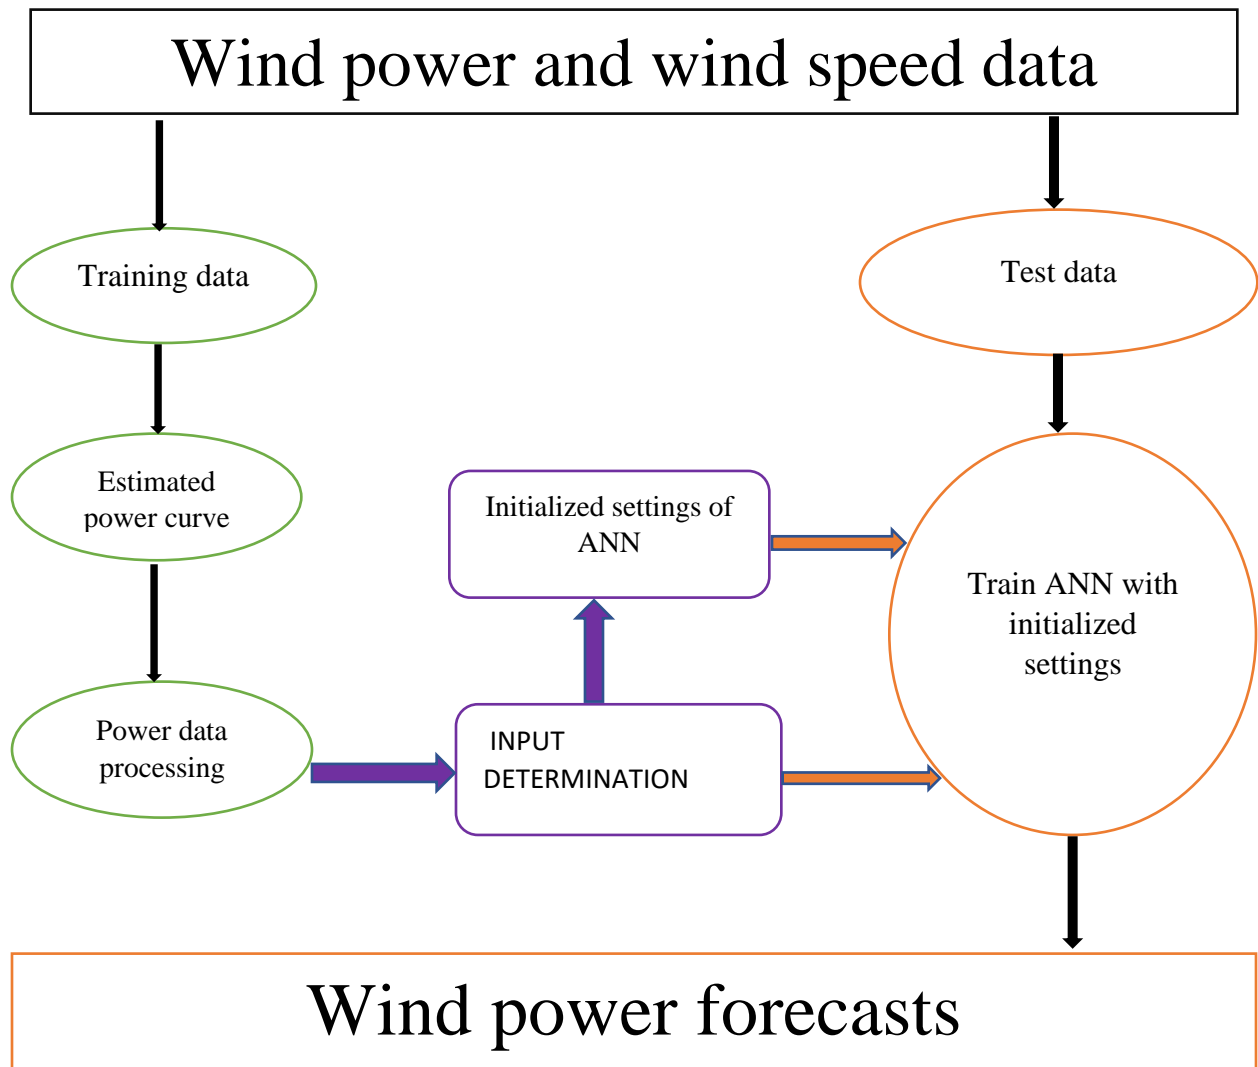 Wind power and wind speed data
Training data
Test data
Estimated
power curve
Initialized settings of
ANN
Train ANN with
initialized
settings
Power data
processing
INPUT
DETERMINATION
Wind power forecasts